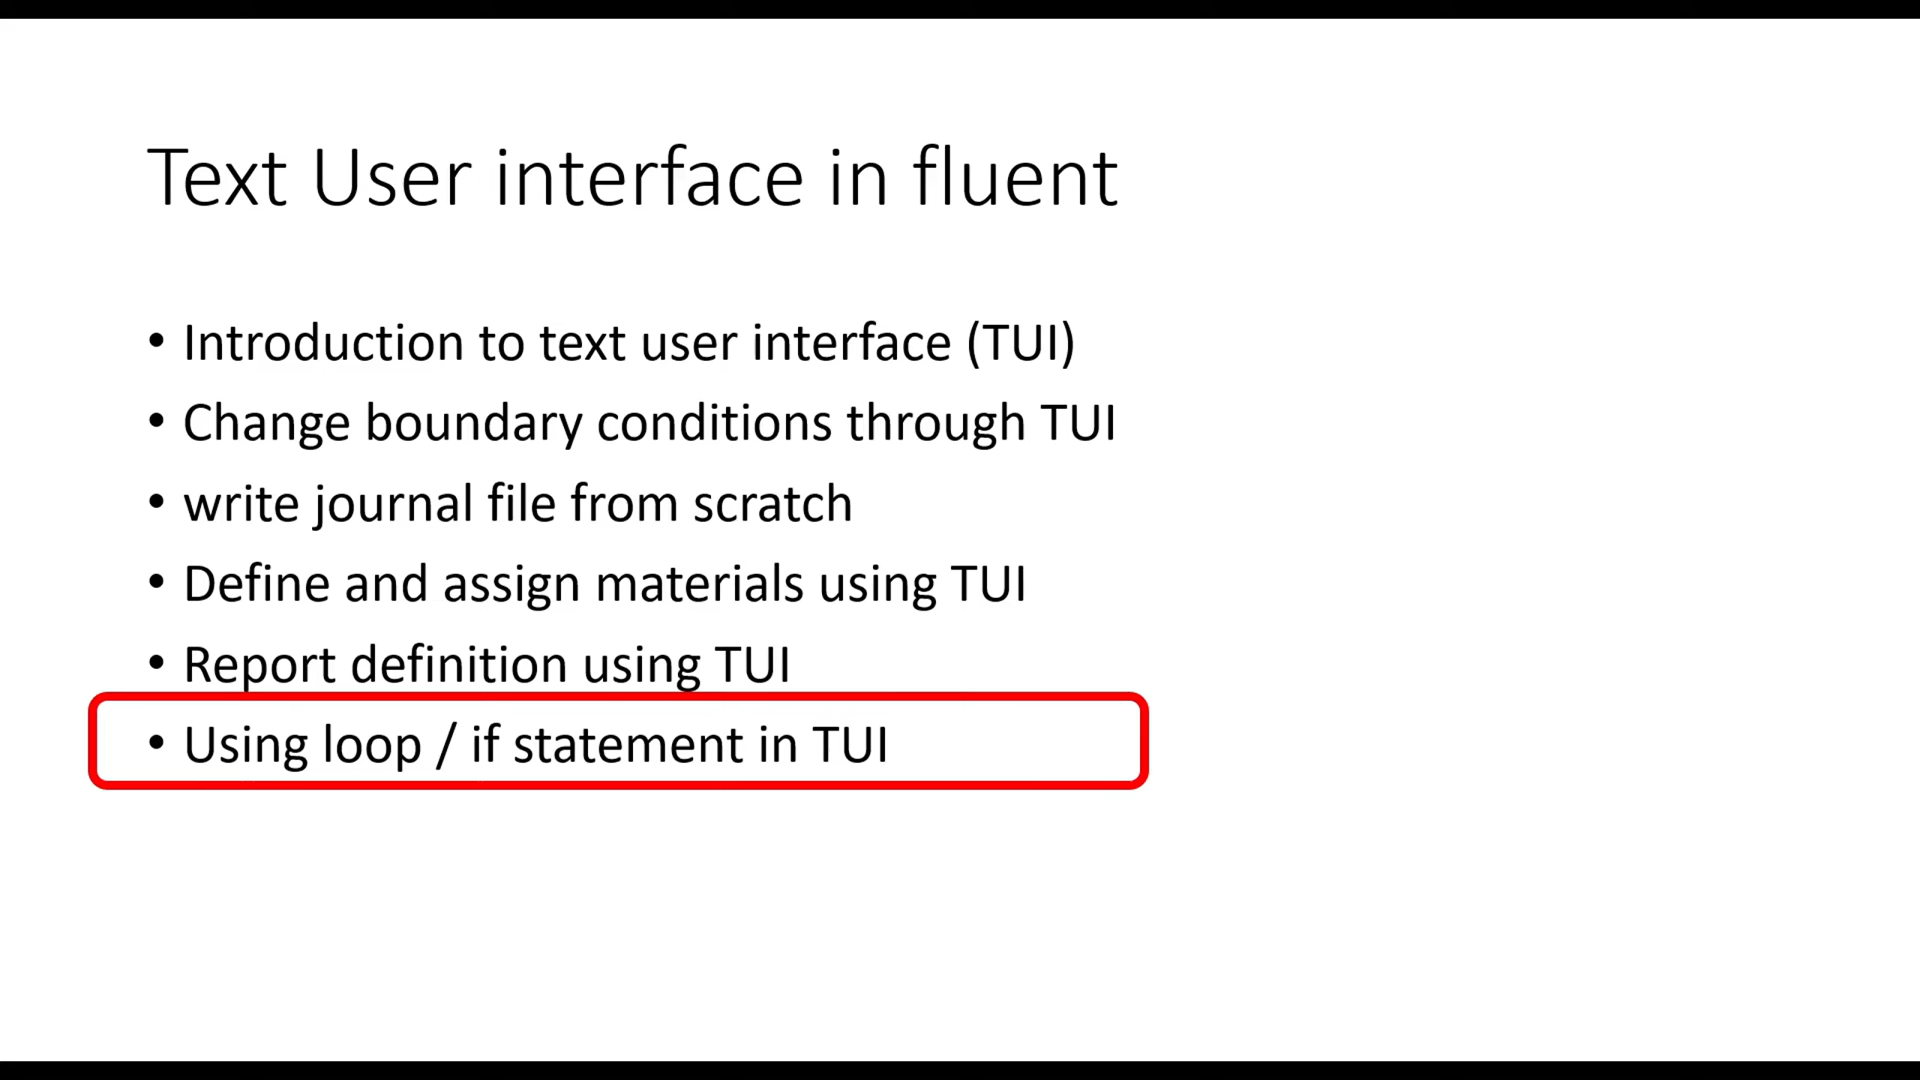 Text User interface in fluent
• Introduction to text user interface (TUI)
• Change boundary conditions through TUI
• write journal file from scratch
• Define and assign materials using TUI
• Report definition using TUI
• Using loop / if statement in TUI